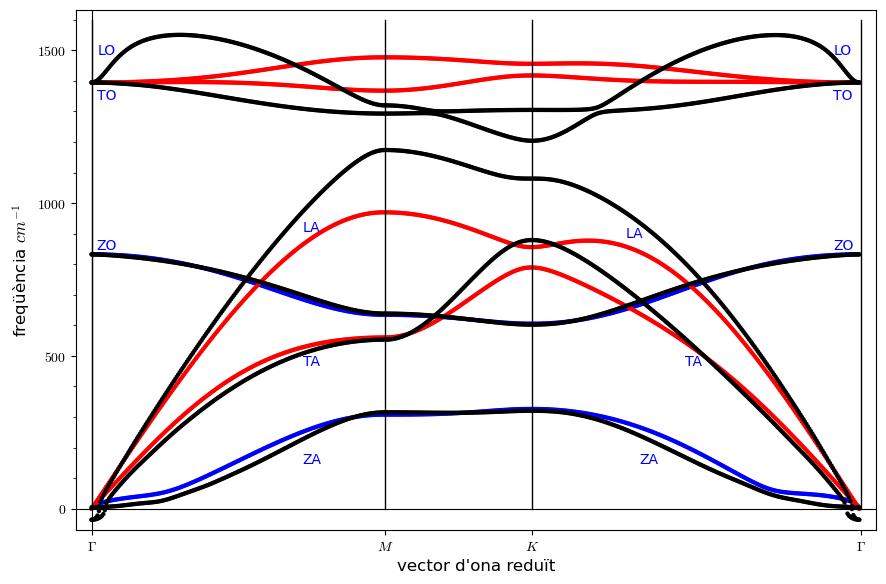 1500
1000
500
0
freqüència cm⁻¹
LO
LO
TO
TO
ZO
ZO
LA
LA
TA
TA
ZA
ZA
Γ
M
K
Γ
vector d'ona reduït